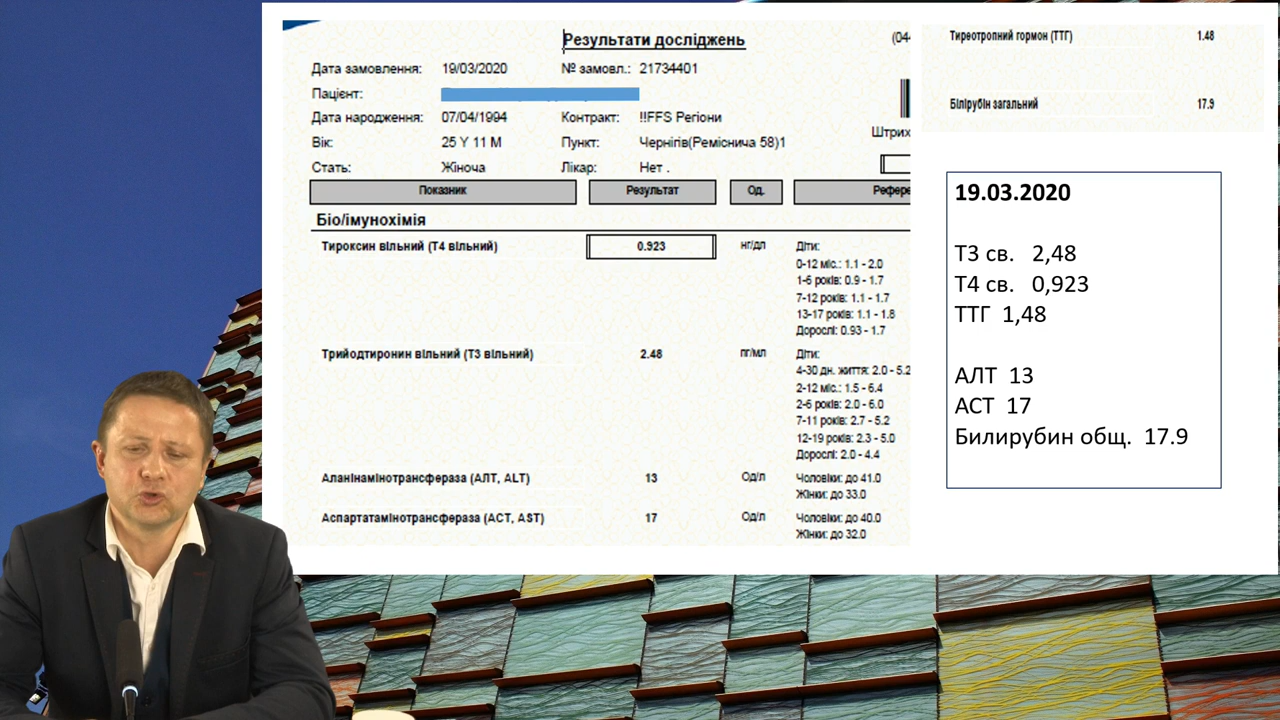 Результати досліджень
(044
Дата замовлення: 19/03/2020 № замовл.: 21734401
Пацієнт:
Дата народження: 07/04/1994 Контракт: !!FFS Регіони
Вік: 25 Y 11 M Пункт: Чернігів(Реміснича 58)1
Штрих
Стать: Жіноча Лікар: Нет .
Показник Результат Од. Рефере
Біо/імунохімія
Тироксин вільний (Т4 вільний) 0.923 нг/дл Діти:
0-12 міс.: 1.1 - 2.0
1-6 років: 0.9 - 1.7
7-12 років: 1.1 - 1.7
13-17 років: 1.1 - 1.8
Дорослі: 0.93 - 1.7
Трийодтиронин вільний (Т3 вільний) 2.48 пг/мл Діти:
4-30 дн. життя: 2.0 - 5.2
2-12 міс.: 1.5 - 6.4
2-6 років: 2.0 - 6.0
7-11 років: 2.7 - 5.2
12-19 років: 2.3 - 5.0
Дорослі: 2.0 - 4.4
Аланінамінотрансфераза (АЛТ, ALT) 13 Од/л Чоловіки: до 41.0
Жінки: до 33.0
Аспартатамінотрансфераза (АСТ, AST) 17 Од/л Чоловіки: до 40.0
Жінки: до 32.0
Тиреотропний гормон (ТТГ) 1.48
Білірубін загальний 17.9
19.03.2020
Т3 св. 2,48
Т4 св. 0,923
ТТГ 1,48
АЛТ 13
АСТ 17
Билирубин общ. 17.9